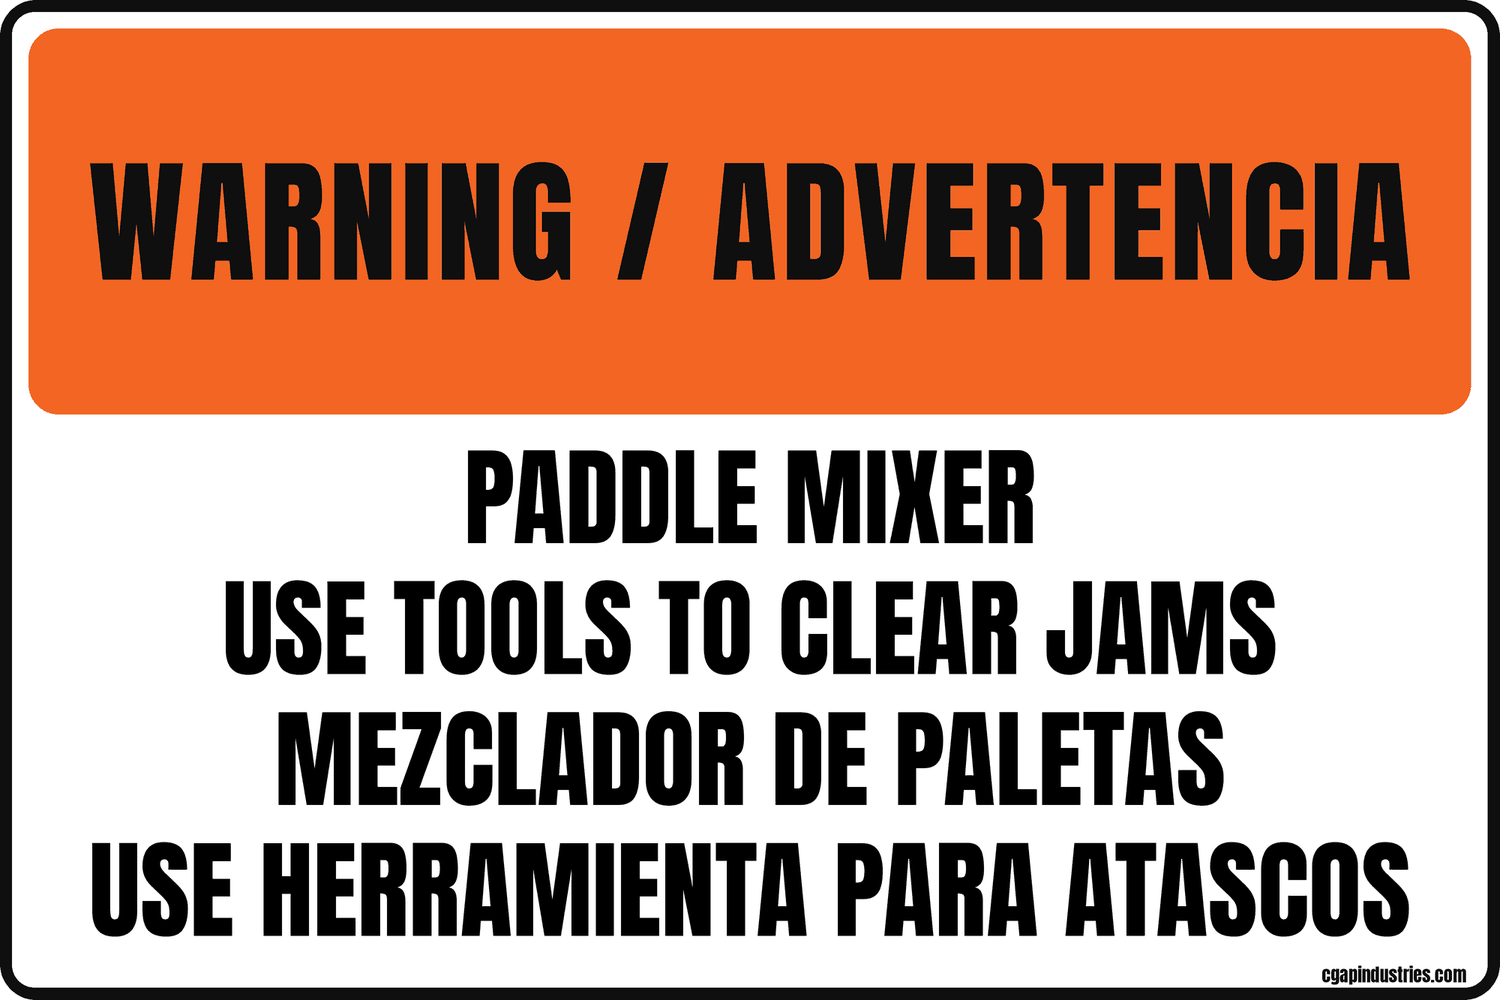 WARNING / ADVERTENCIA
PADDLE MIXER
USE TOOLS TO CLEAR JAMS
MEZCLADOR DE PALETAS
USE HERRAMIENTA PARA ATASCOS
cgapindustries.com